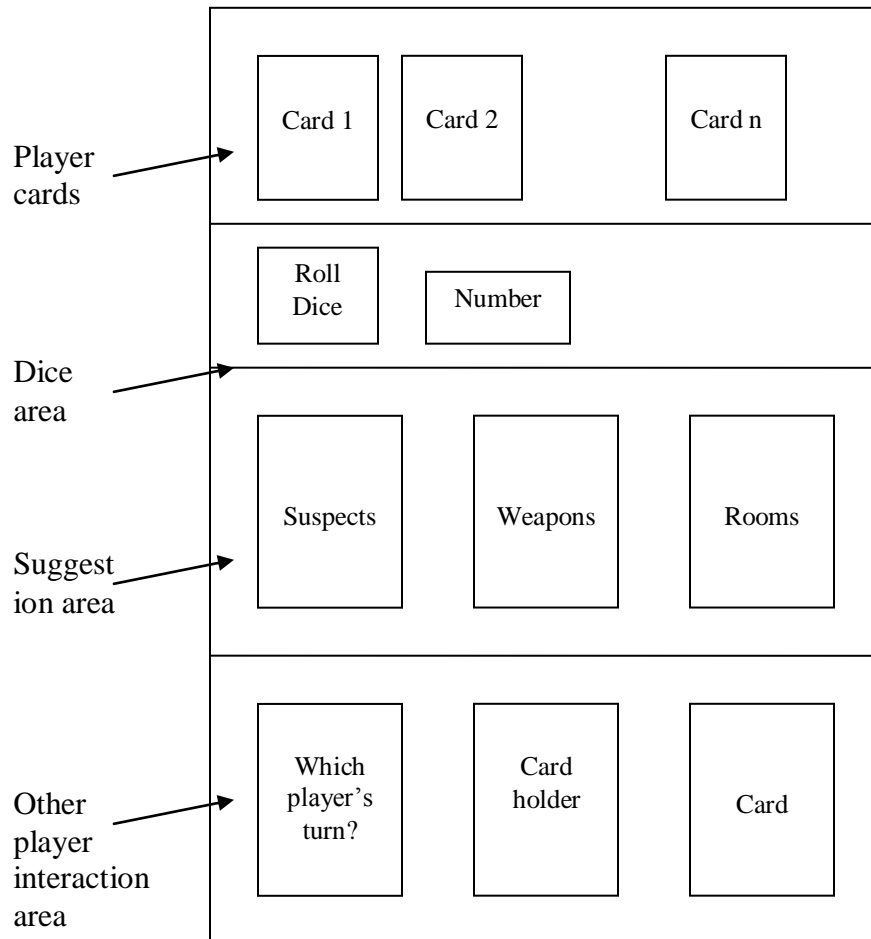 Card 1
Card 2
Card n
Player
cards
Roll
Dice
Number
Dice
area
Suspects
Weapons
Rooms
Suggest
ion area
Which
player’s
turn?
Card
holder
Card
Other
player
interaction
area